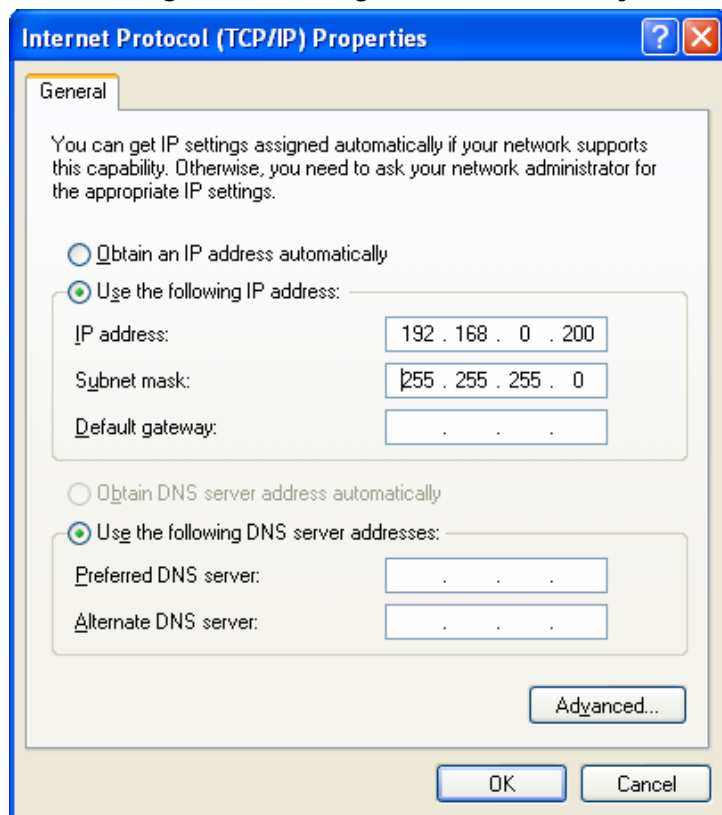 Internet Protocol (TCP/IP) Properties
General
You can get IP settings assigned automatically if your network supports
this capability. Otherwise, you need to ask your network administrator for
the appropriate IP settings.
Obtain an IP address automatically
Use the following IP address:
IP address: 192 . 168 . 0 . 200
Subnet mask: 255 . 255 . 255 . 0
Default gateway: . . .
Obtain DNS server address automatically
Use the following DNS server addresses:
Preferred DNS server: . . .
Alternate DNS server: . . .
Advanced...
OK Cancel